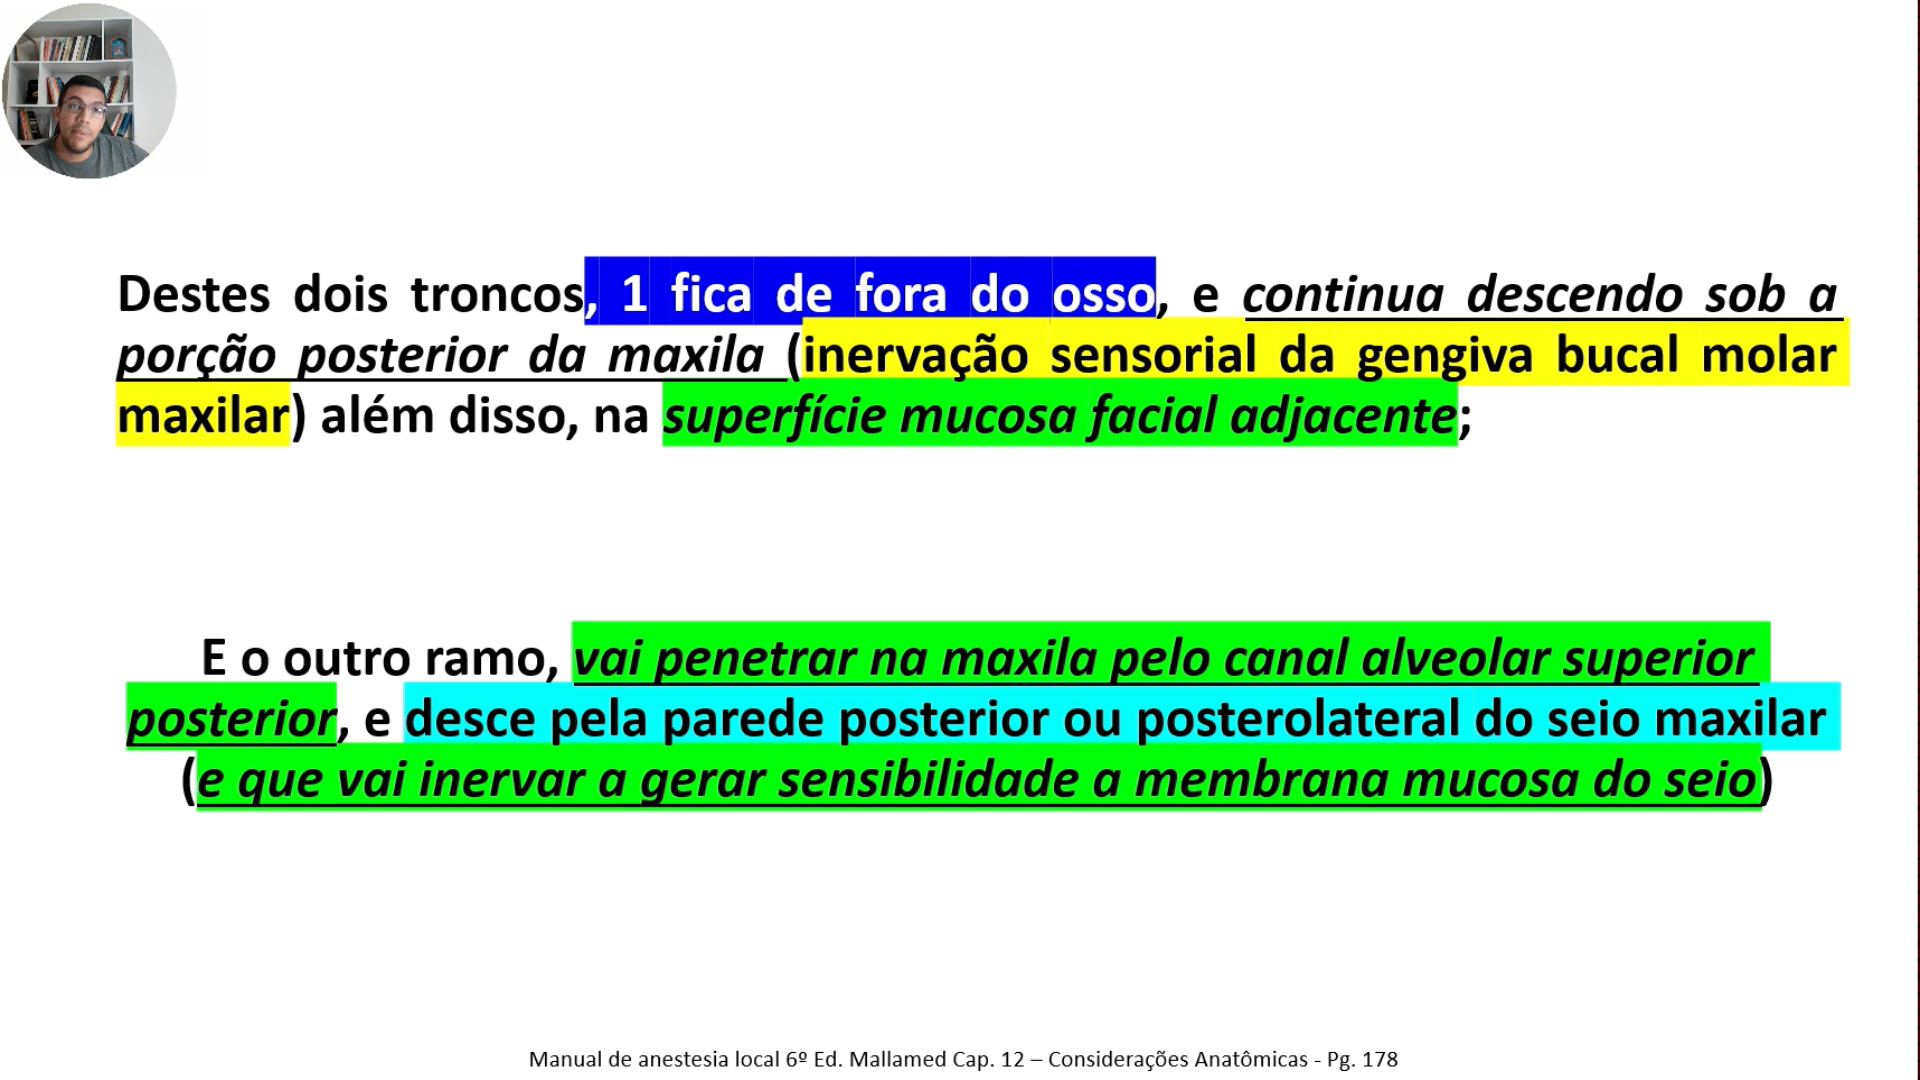 Destes dois troncos, 1 fica de fora do osso, e continua descendo sob a
porção posterior da maxila (inervação sensorial da gengiva bucal molar
maxilar) além disso, na superfície mucosa facial adjacente;
E o outro ramo, vai penetrar na maxila pelo canal alveolar superior
posterior, e desce pela parede posterior ou posterolateral do seio maxilar
(e que vai inervar a gerar sensibilidade a membrana mucosa do seio)
Manual de anestesia local 6º Ed. Mallamed Cap. 12 – Considerações Anatômicas - Pg. 178